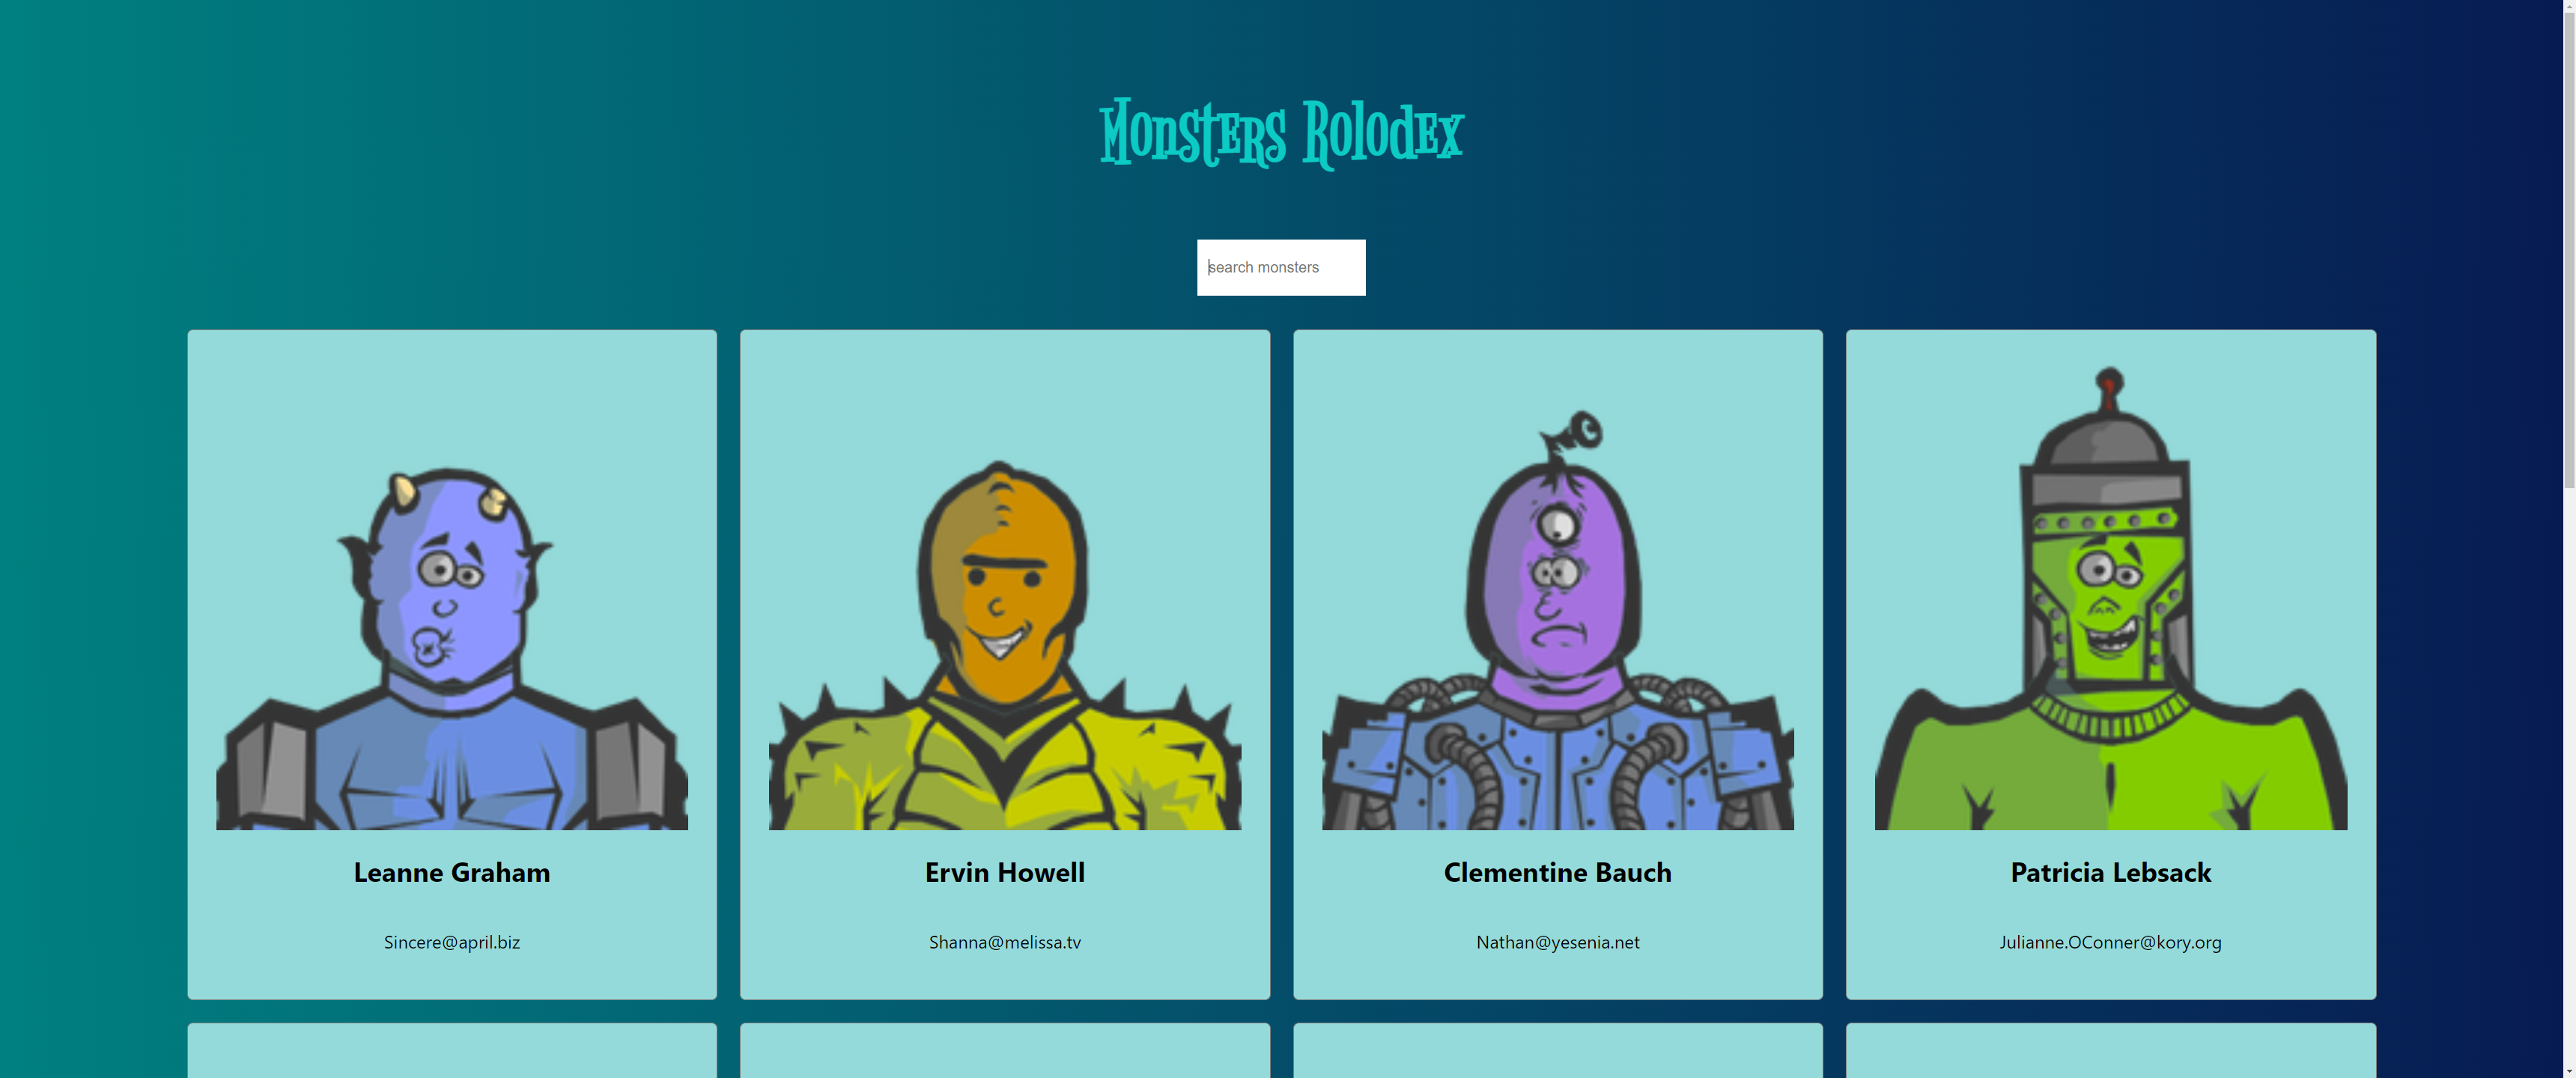 Monsters Rolodex
search monsters
Leanne Graham
Ervin Howell
Clementine Bauch
Patricia Lebsack
Sincere@april.biz
Shanna@melissa.tv
Nathan@yesenia.net
Julianne.OConner@kory.org